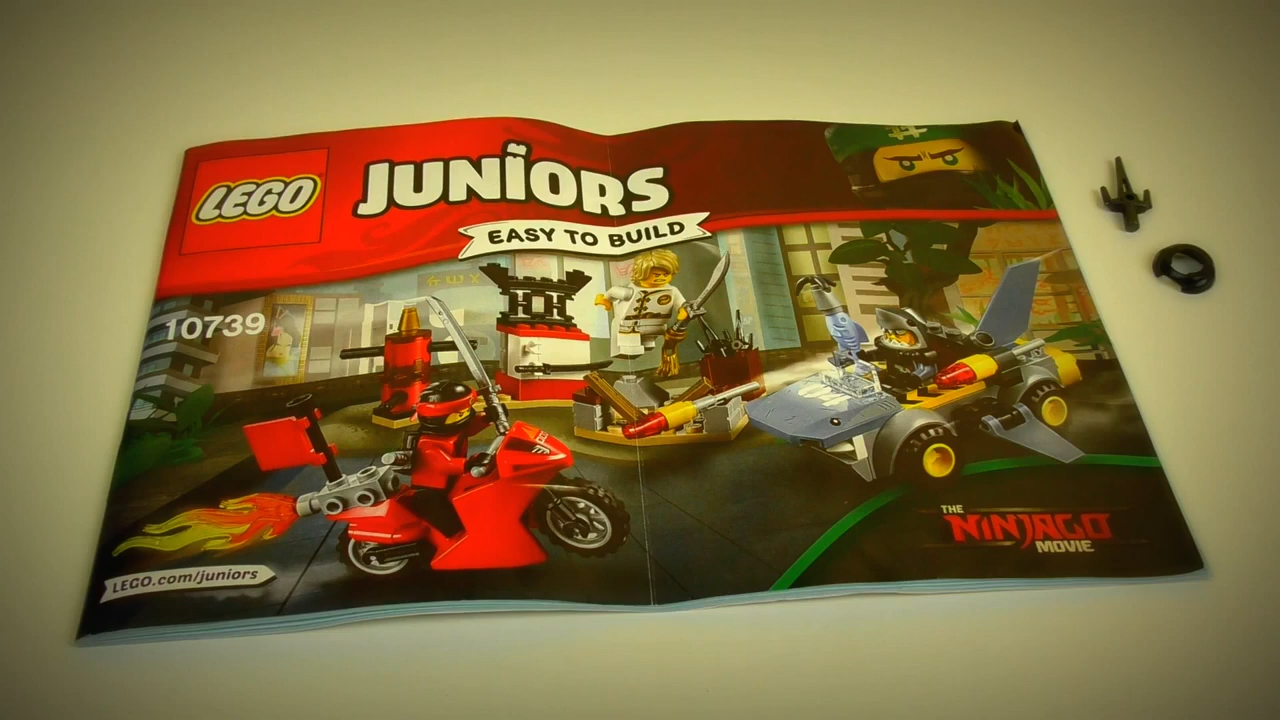 LEGO
JUNIORS
EASY TO BUILD
10739
THE
NINJAGO
MOVIE
LEGO.com/juniors